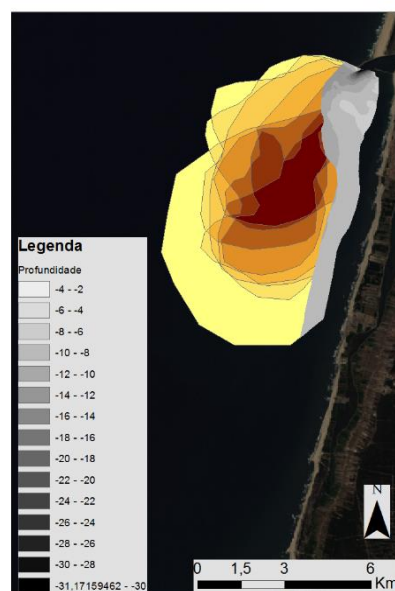 Legenda
Profundidade
-4 - -2
-6 - -4
-8 - -6
-10 - -8
-12 - -10
-14 - -12
-16 - -14
-18 - -16
-20 - -18
-22 - -20
-24 - -22
-26 - -24
-28 - -26
-30 - -28
-31,17159462 - -30
N
0 1,5 3 6
Km